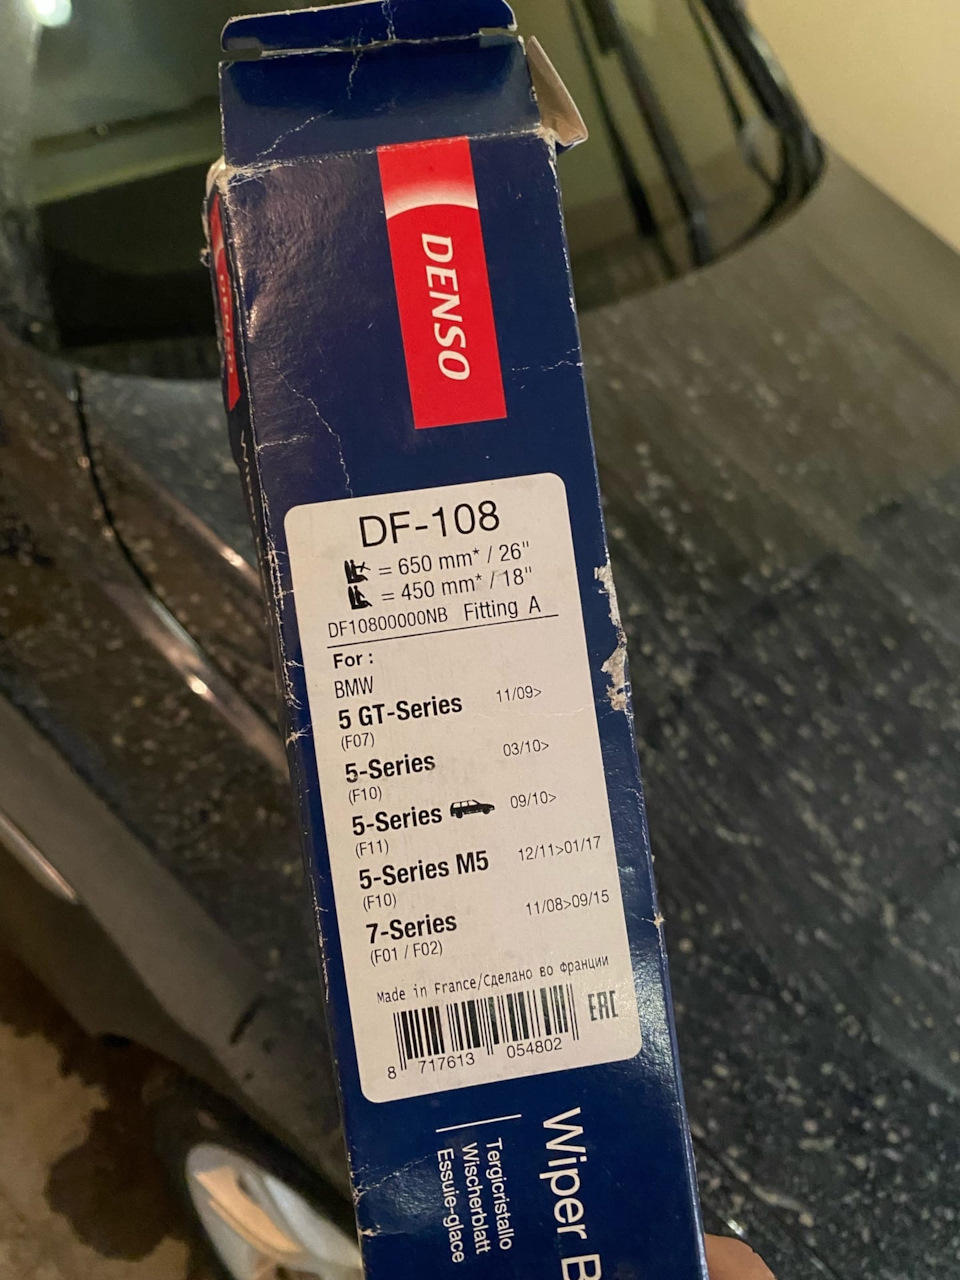 DENSO
DF-108
= 650 mm* / 26"
= 450 mm* / 18"
DF10800000NB Fitting A
For :
BMW
5 GT-Series 11/09>
(F07)
5-Series 03/10>
(F10)
5-Series 09/10>
(F11)
5-Series M5 12/11>01/17
(F10)
7-Series 11/08>09/15
(F01 / F02)
Made in France/Сделано во франции
EAC
8 717613 054802
Wiper B
Tergicristallo
Wischerblatt
Essuie-glace